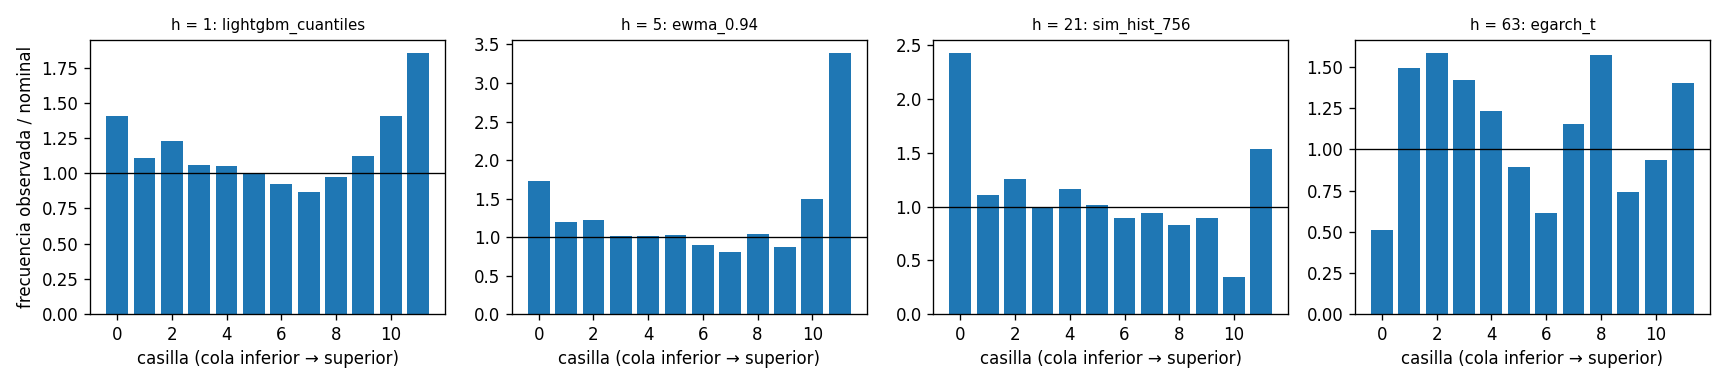 h = 1: lightgbm_cuantiles
frecuencia observada / nominal
1.75
1.50
1.25
1.00
0.75
0.50
0.25
0.00
0 2 4 6 8 10
casilla (cola inferior → superior)
h = 5: ewma_0.94
3.5
3.0
2.5
2.0
1.5
1.0
0.5
0.0
0 2 4 6 8 10
casilla (cola inferior → superior)
h = 21: sim_hist_756
2.5
2.0
1.5
1.0
0.5
0.0
0 2 4 6 8 10
casilla (cola inferior → superior)
h = 63: egarch_t
1.50
1.25
1.00
0.75
0.50
0.25
0.00
0 2 4 6 8 10
casilla (cola inferior → superior)